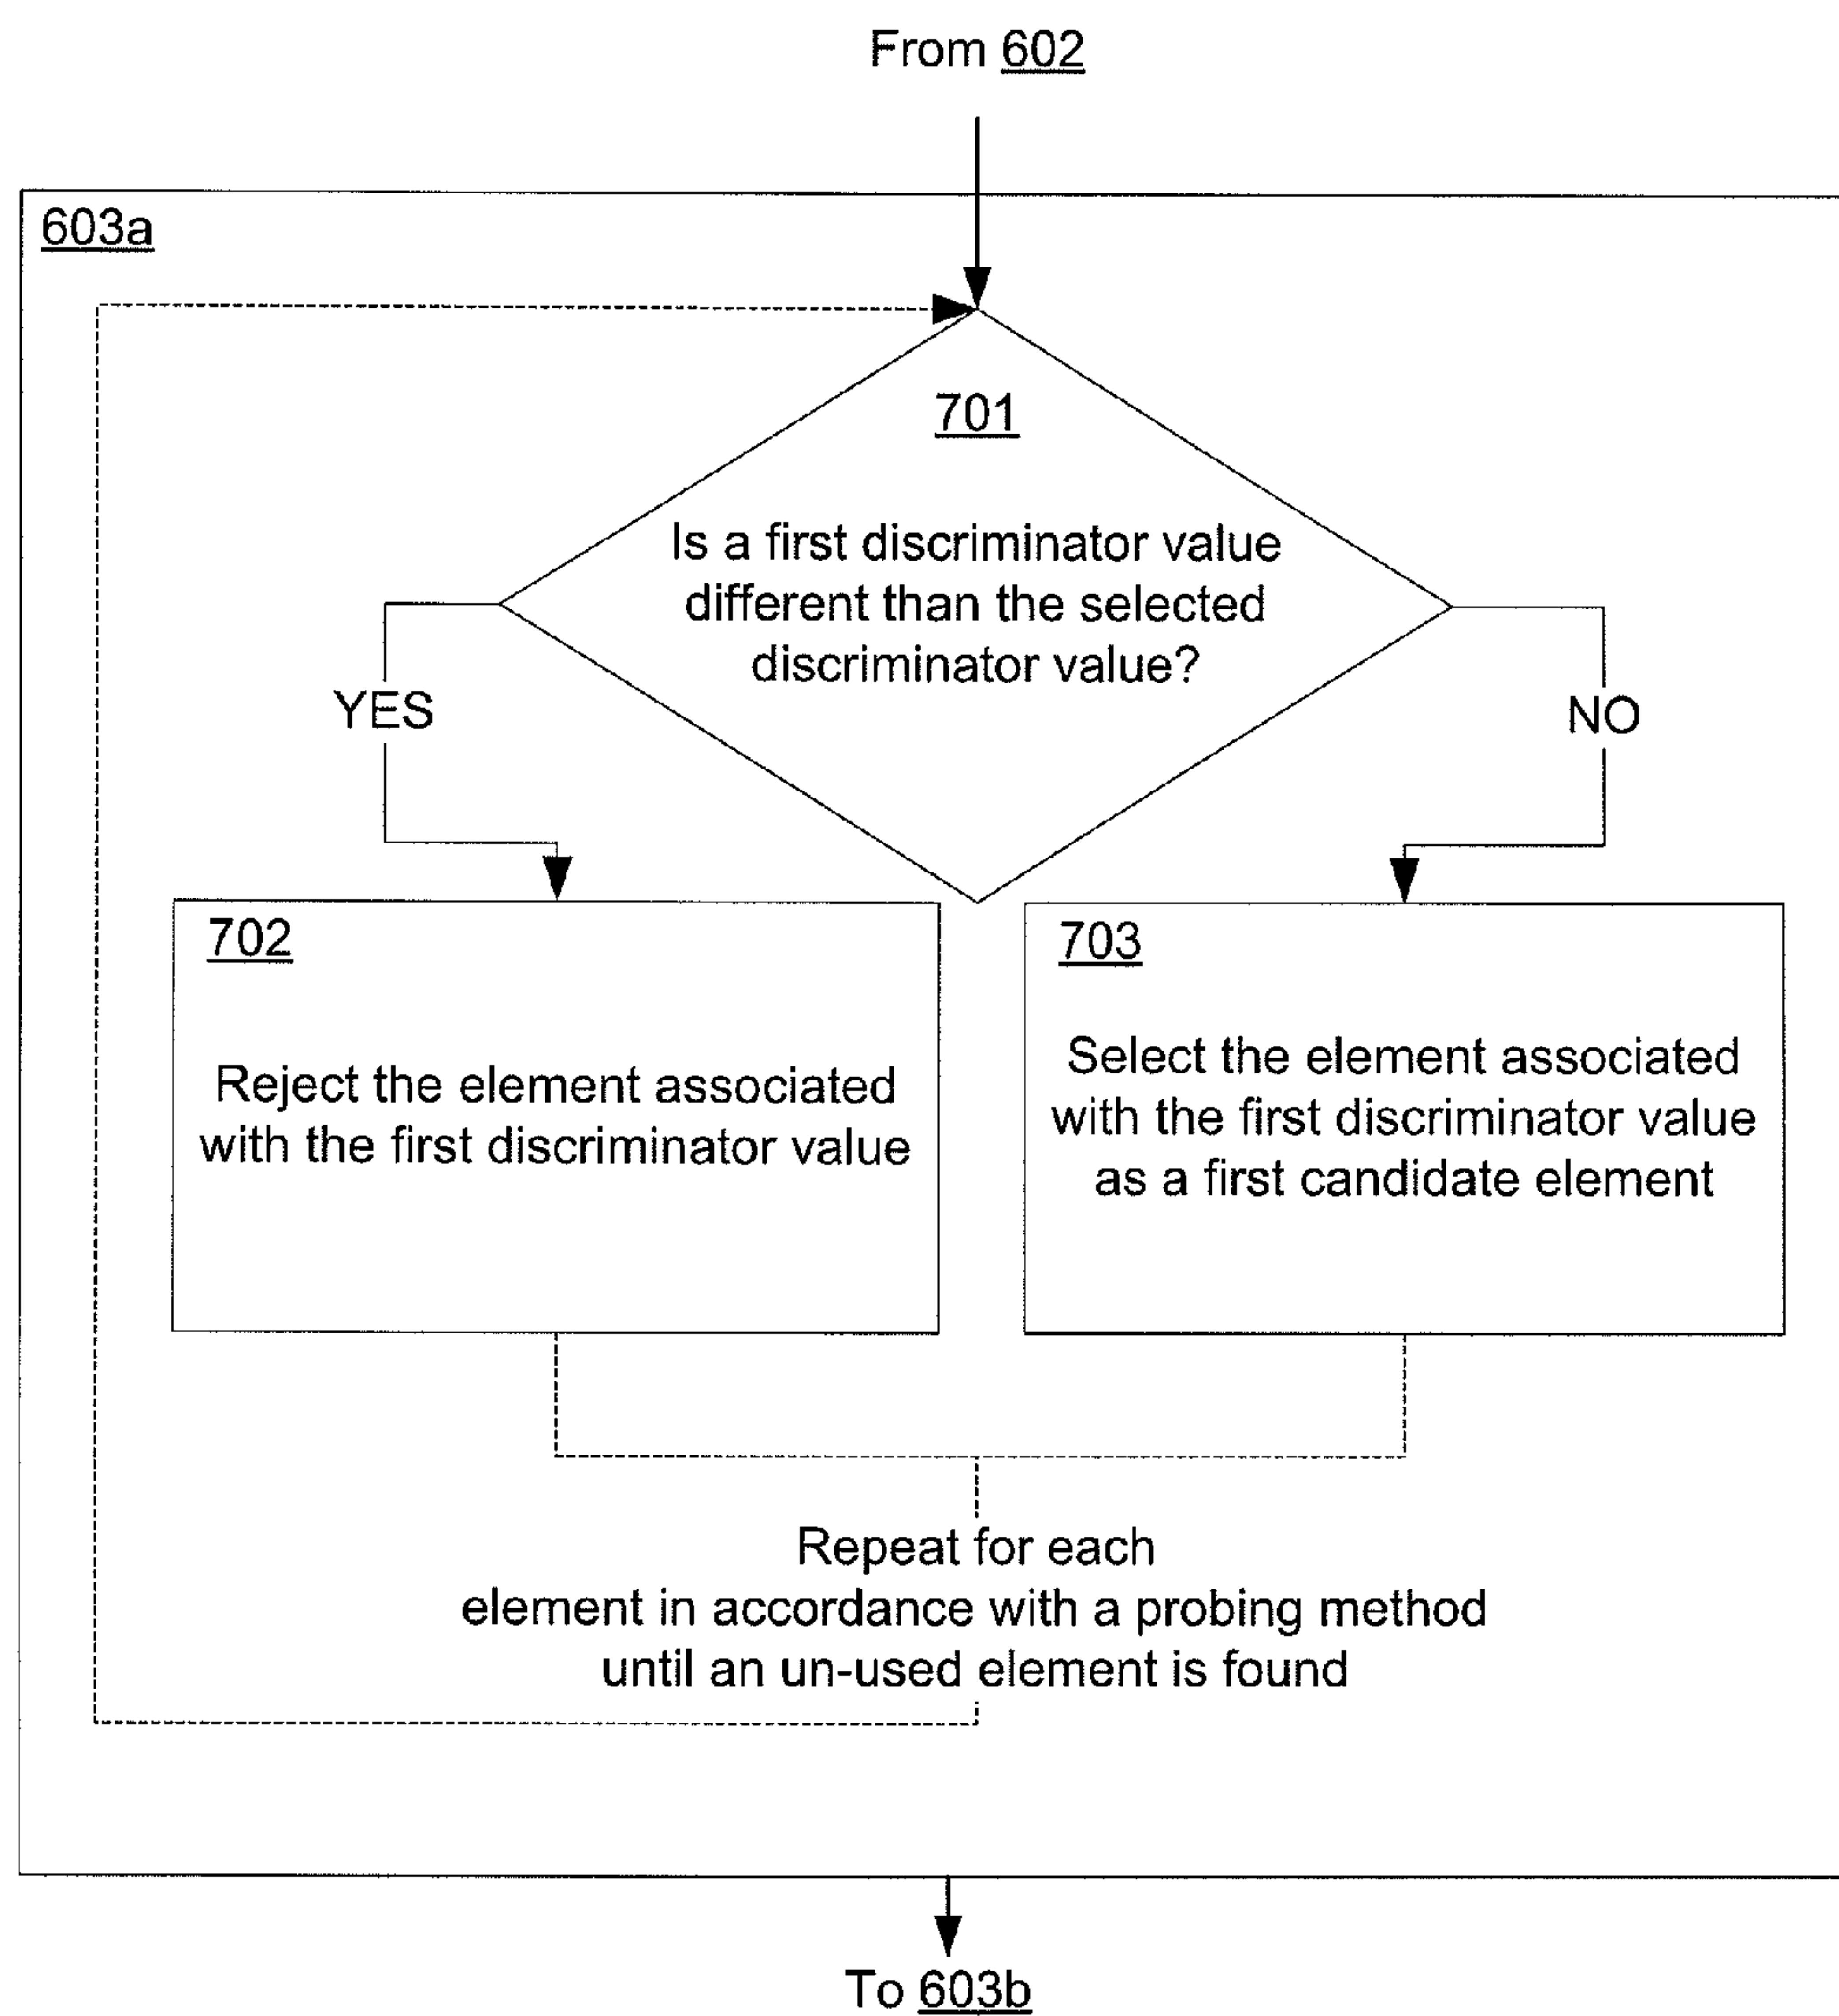 From 602
603a
701
Is a first discriminator value
different than the selected
discriminator value?
YES
NO
702
Reject the element associated
with the first discriminator value
703
Select the element associated
with the first discriminator value
as a first candidate element
Repeat for each
element in accordance with a probing method
until an un-used element is found
To 603b